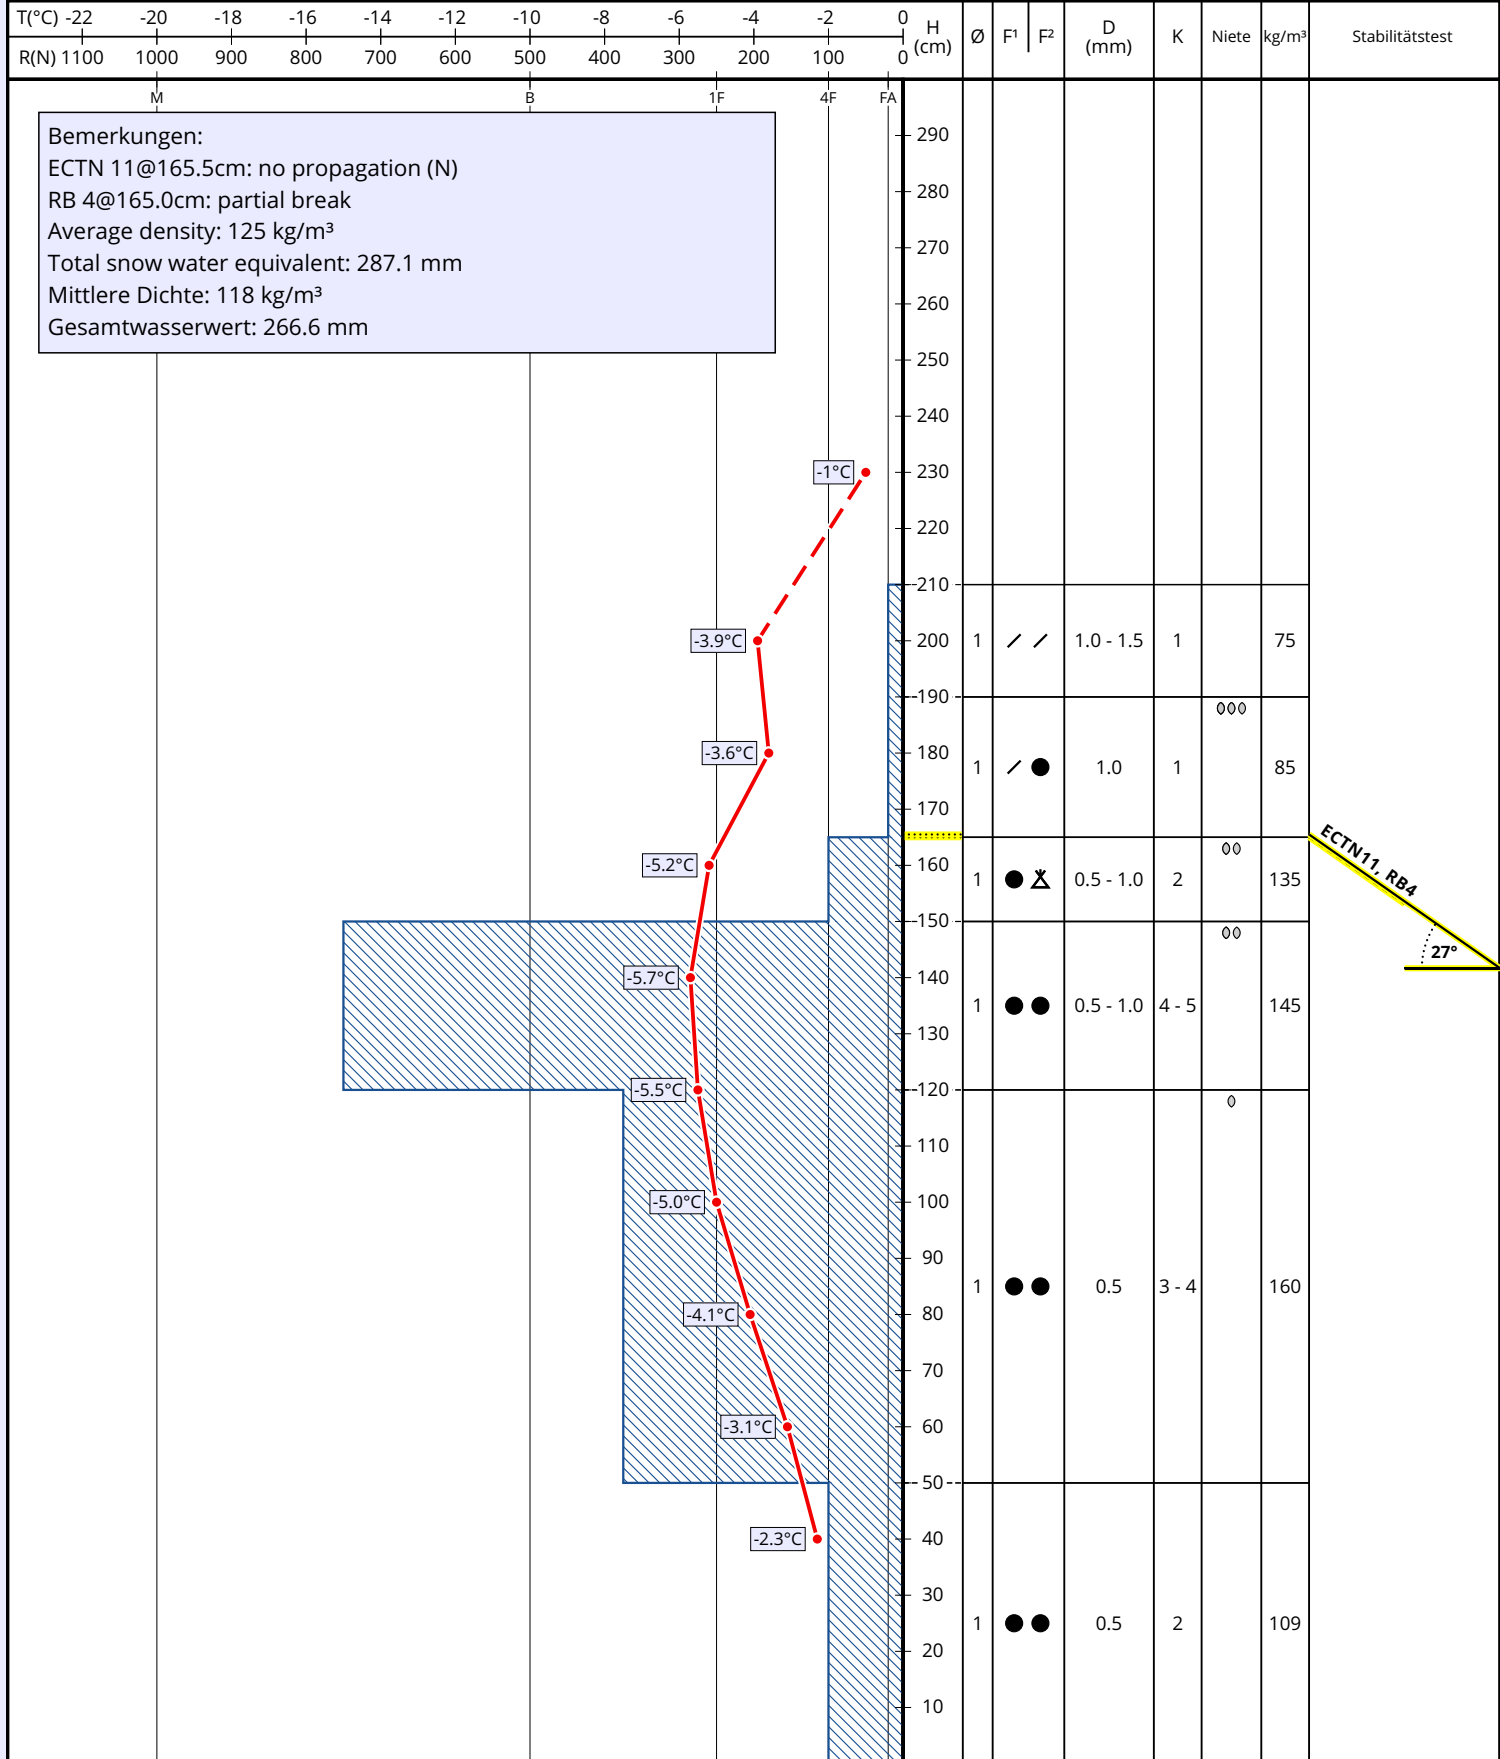 T(°C) -22 -20 -18 -16 -14 -12 -10 -8 -6 -4 -2 0
R(N) 1100 1000 900 800 700 600 500 400 300 200 100 0
H (cm) Ø F¹ F² D (mm) K Niete kg/m³ Stabilitätstest
M B 1F 4F FA
Bemerkungen:
ECTN 11@165.5cm: no propagation (N)
RB 4@165.0cm: partial break
Average density: 125 kg/m³
Total snow water equivalent: 287.1 mm
Mittlere Dichte: 118 kg/m³
Gesamtwasserwert: 266.6 mm
290
280
270
260
250
240
-1°C 230
220
210
-3.9°C 200 1 1.0 - 1.5 1 75
190
-3.6°C 180 1 1.0 1 85
170
ECTN11, RB4
-5.2°C 160 1 0.5 - 1.0 2 135
150
27°
-5.7°C 140 1 0.5 - 1.0 4 - 5 145
130
-5.5°C 120
110
-5.0°C 100
90
1 0.5 3 - 4 160
-4.1°C 80
70
-3.1°C 60
50
-2.3°C 40
30
1 0.5 2 109
20
10